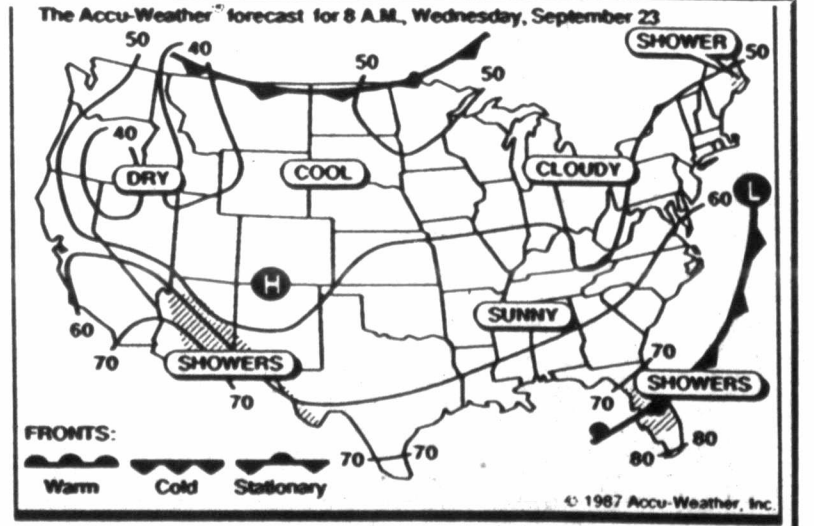 The Accu-Weather® forecast for 8 A.M., Wednesday, September 23
SHOWER
50
40
50
50
50
40
DRY
COOL
CLOUDY
L
60
H
SUNNY
60
70
SHOWERS
70
70
SHOWERS
70
80
80
70
70
FRONTS:
Warm
Cold
Stationary
© 1987 Accu-Weather, Inc.